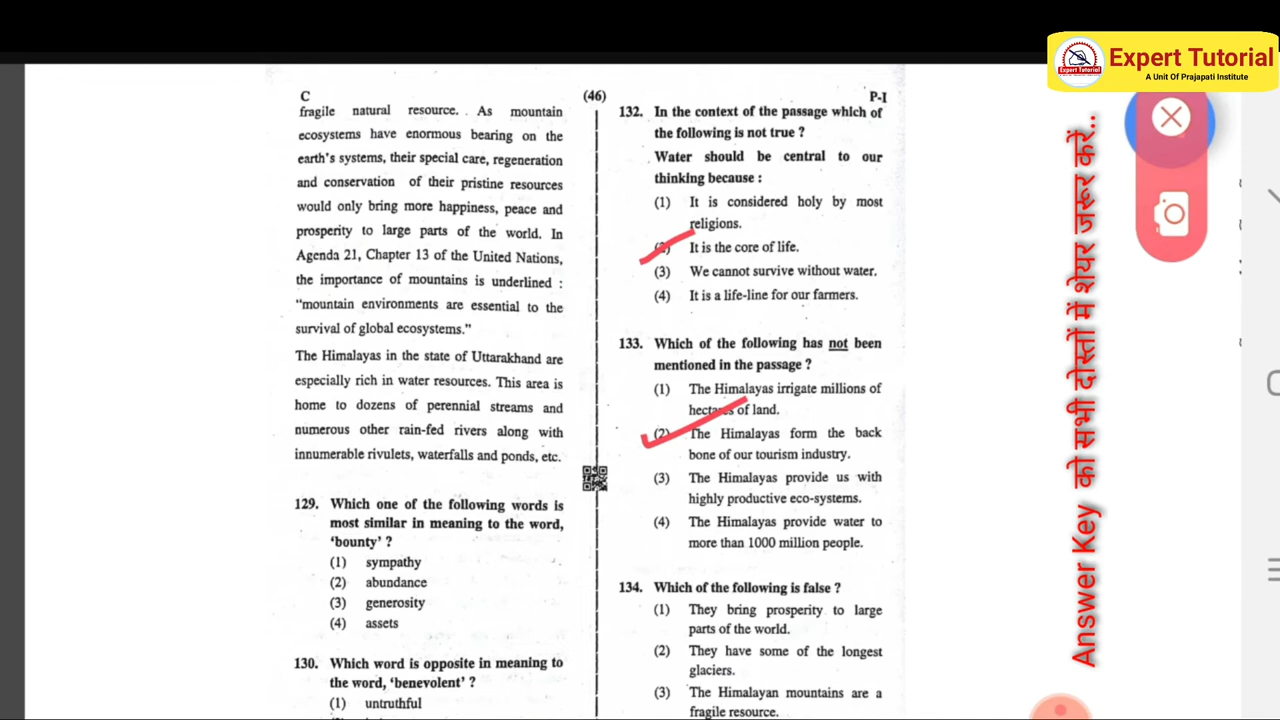 Expert Tutorial
A Unit Of Prajapati Institute
Expert Tutorial
Answer Key को सभी दोस्तों में शेयर जरूर करें..
C
(46)
P-I
fragile natural resource. . As mountain
ecosystems have enormous bearing on the
earth's systems, their special care, regeneration
and conservation of their pristine resources
would only bring more happiness, peace and
prosperity to large parts of the world. In
Agenda 21, Chapter 13 of the United Nations,
the importance of mountains is underlined :
"mountain environments are essential to the
survival of global ecosystems."
The Himalayas in the state of Uttarakhand are
especially rich in water resources. This area is
home to dozens of perennial streams and
numerous other rain-fed rivers along with
innumerable rivulets, waterfalls and ponds, etc.
129. Which one of the following words is
most similar in meaning to the word,
'bounty' ?
(1) sympathy
(2) abundance
(3) generosity
(4) assets
130. Which word is opposite in meaning to
the word, 'benevolent' ?
(1) untruthful
132. In the context of the passage which of
the following is not true ?
Water should be central to our
thinking because :
(1) It is considered holy by most
religions.
(2) It is the core of life.
(3) We cannot survive without water.
(4) It is a life-line for our farmers.
133. Which of the following has not been
mentioned in the passage ?
(1) The Himalayas irrigate millions of
hectares of land.
(2) The Himalayas form the back
bone of our tourism industry.
(3) The Himalayas provide us with
highly productive eco-systems.
(4) The Himalayas provide water to
more than 1000 million people.
134. Which of the following is false ?
(1) They bring prosperity to large
parts of the world.
(2) They have some of the longest
glaciers.
(3) The Himalayan mountains are a
fragile resource.